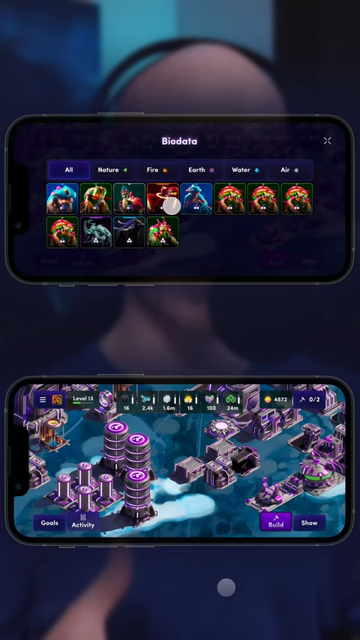 Biodata
All Nature Fire Earth Water Air
Level 13
16 2.4k 1.6m 16 100 24m
4872
0/2
Goals Activity Build Show